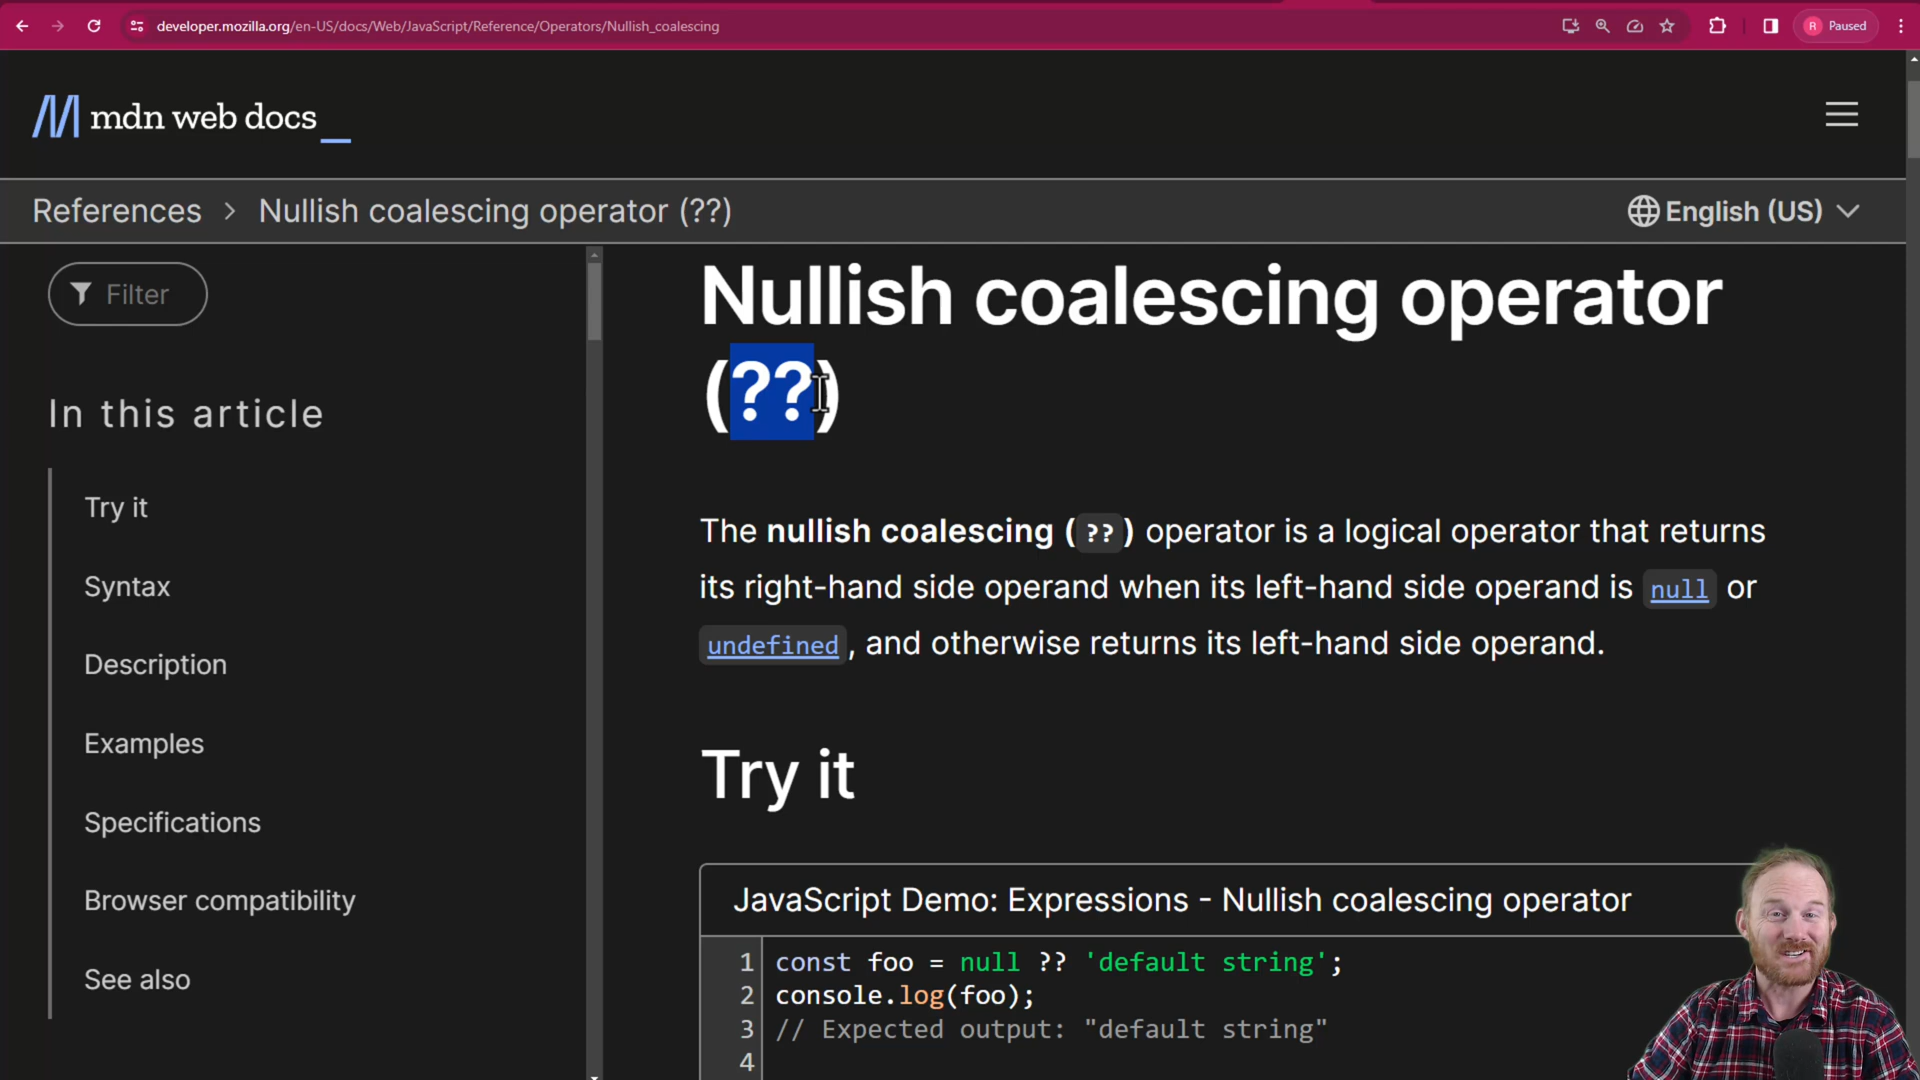 developer.mozilla.org/en-US/docs/Web/JavaScript/Reference/Operators/Nullish_coalescing
R Paused
mdn web docs
References > Nullish coalescing operator (??)
English (US)
Filter
In this article
Try it
Syntax
Description
Examples
Specifications
Browser compatibility
See also
Nullish coalescing operator
(??)
The nullish coalescing (??) operator is a logical operator that returns
its right-hand side operand when its left-hand side operand is null or
undefined, and otherwise returns its left-hand side operand.
Try it
JavaScript Demo: Expressions - Nullish coalescing operator
1 const foo = null ?? 'default string';
2 console.log(foo);
3 // Expected output: "default string"
4